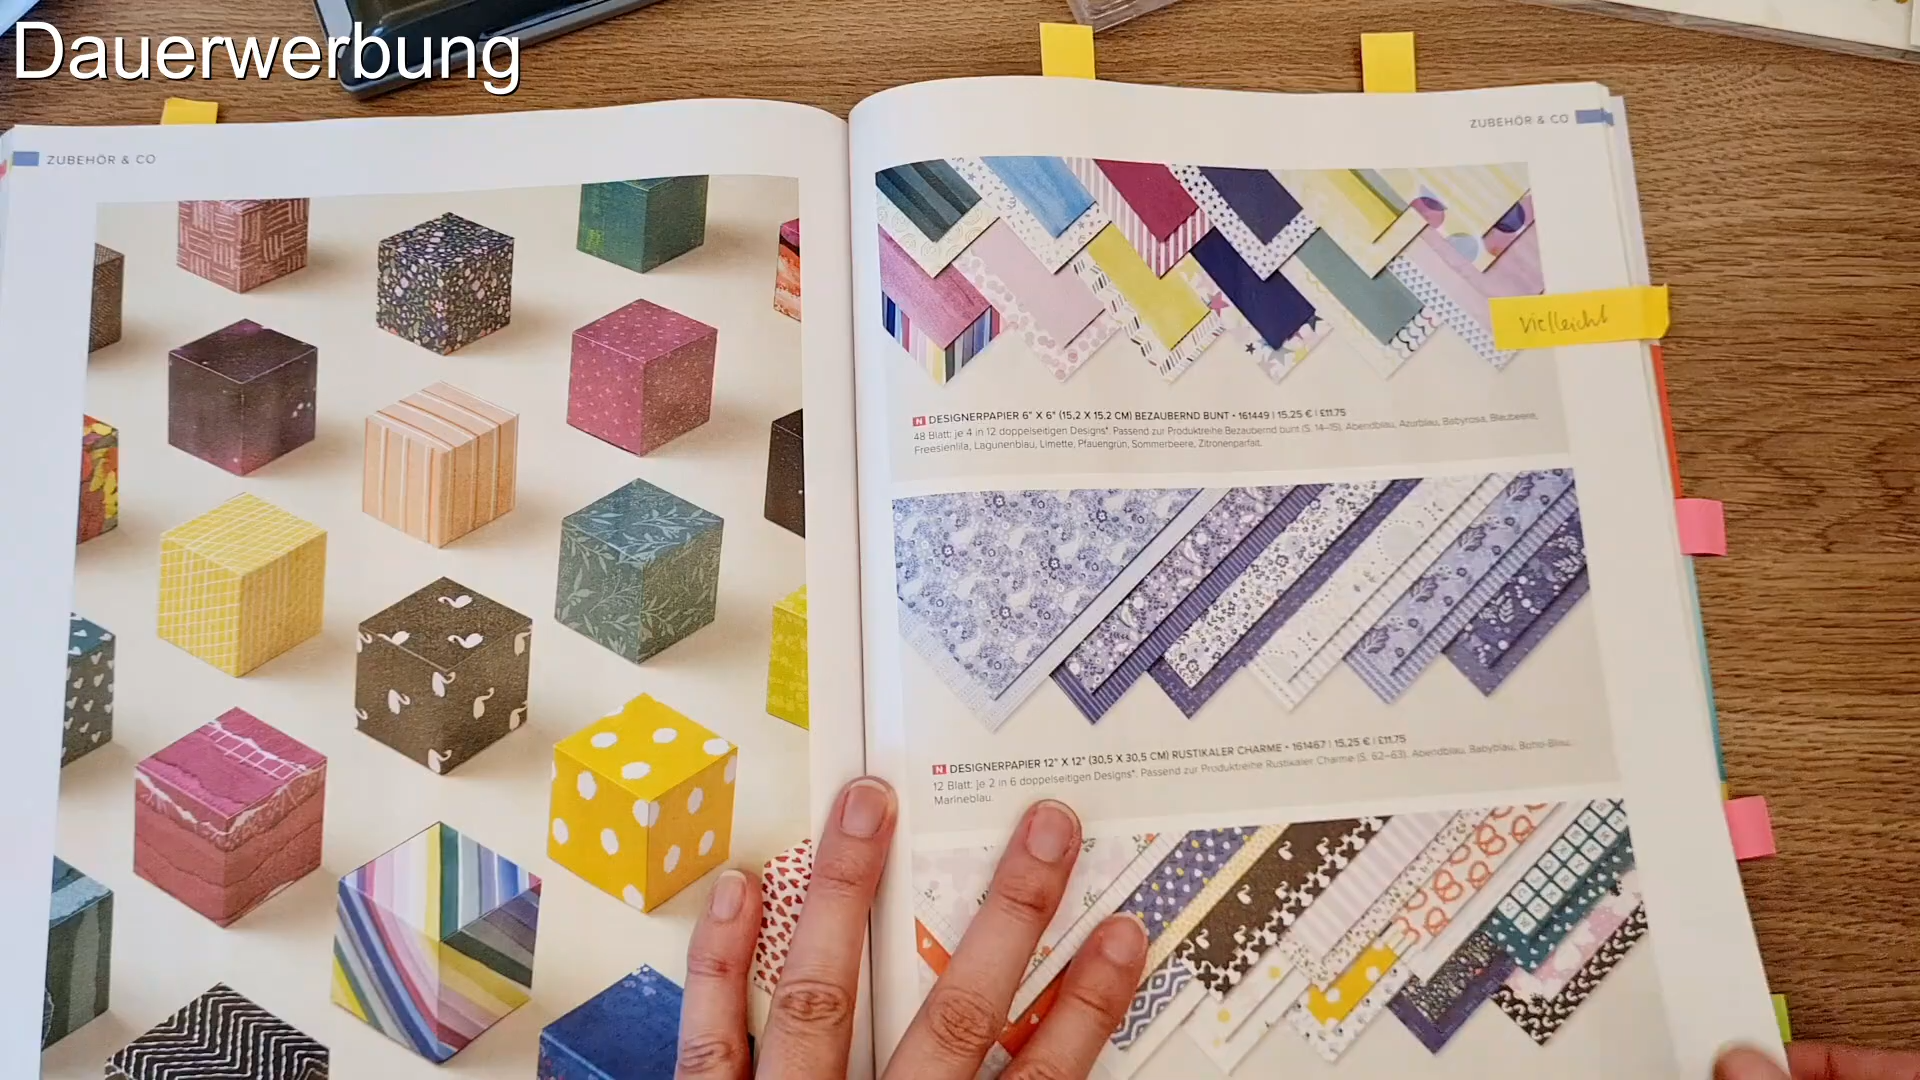 Dauerwerbung
ZUBEHÖR & CO
ZUBEHÖR & CO
vielleicht
N DESIGNERPAPIER 6" X 6" (15,2 X 15,2 CM) BEZAUBERND BUNT • 161449 | 15,25 € | £11.75
48 Blatt: je 4 in 12 doppelseitigen Designs*. Passend zur Produktreihe Bezaubernd bunt (S. 14–15). Abendblau, Azurblau, Babyrosa, Blaubeere,
Freesienlila, Lagunenblau, Limette, Pfauengrün, Sommerbeere, Zitronenparfait.
N DESIGNERPAPIER 12" X 12" (30,5 X 30,5 CM) RUSTIKALER CHARME • 161467 | 15,25 € | £11.75
12 Blatt: je 2 in 6 doppelseitigen Designs*. Passend zur Produktreihe Rustikaler Charme (S. 62–63). Abendblau, Babyblau, Boho-Blau,
Marineblau.